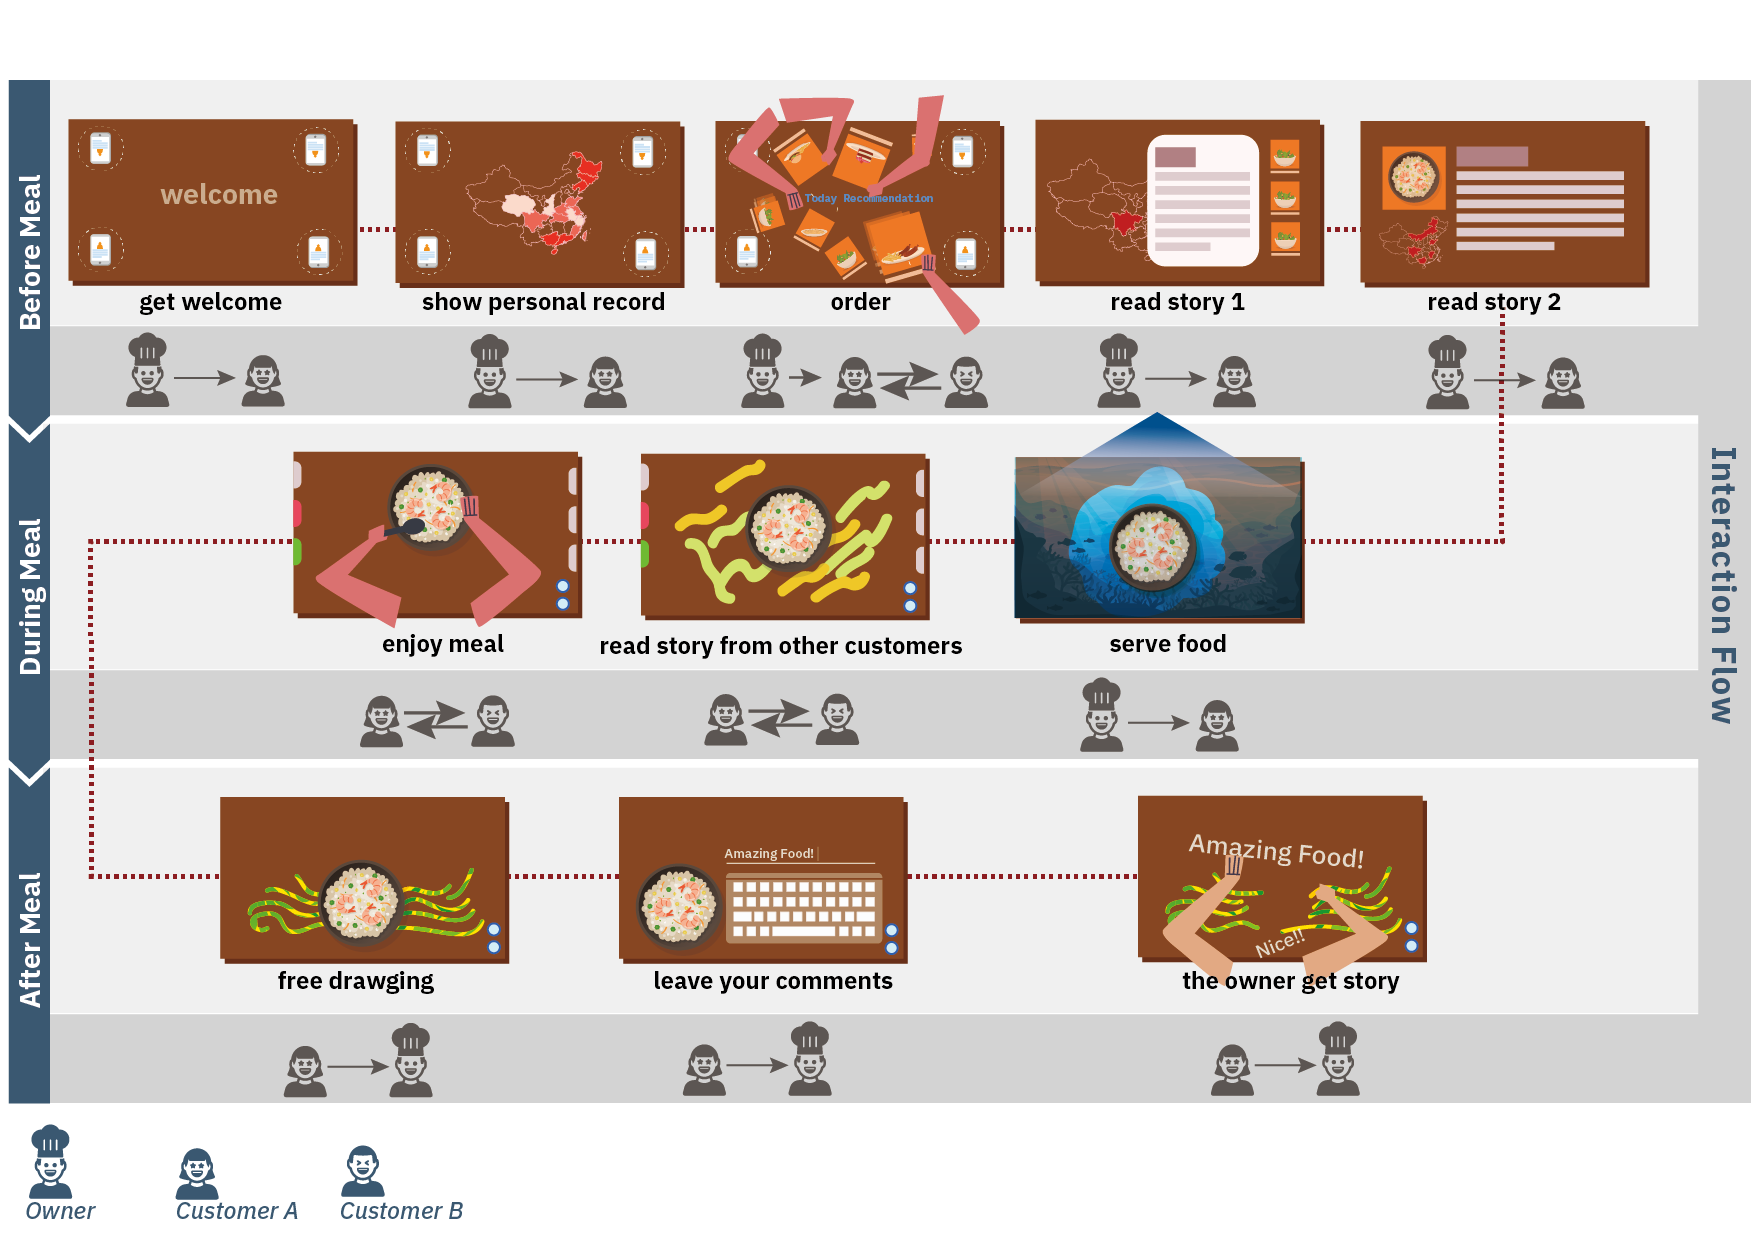 Before Meal
welcome
Today Recommendation
get welcome
show personal record
order
read story 1
read story 2
During Meal
enjoy meal
read story from other customers
serve food
Interaction Flow
After Meal
Amazing Food!
Amazing Food!
Nice!!
free drawging
leave your comments
the owner get story
Owner
Customer A
Customer B